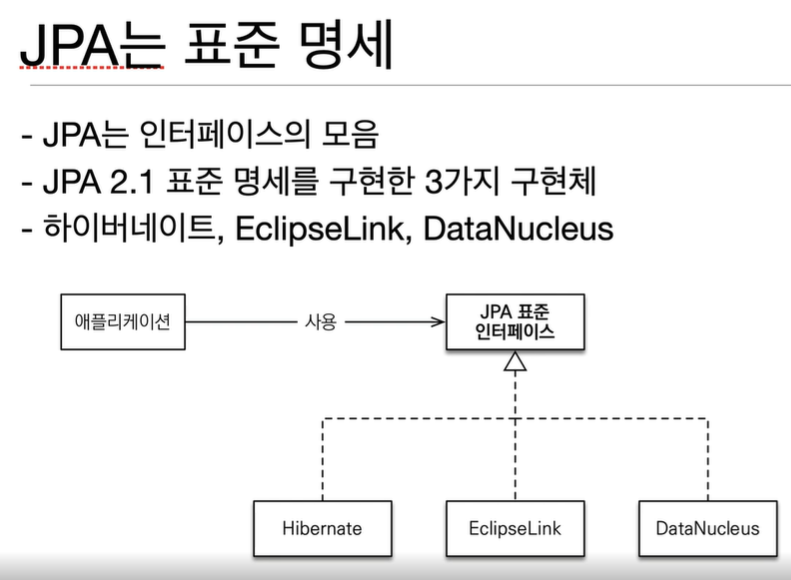 JPA는 표준 명세
- JPA는 인터페이스의 모음
- JPA 2.1 표준 명세를 구현한 3가지 구현체
- 하이버네이트, EclipseLink, DataNucleus
애플리케이션
사용
JPA 표준
인터페이스
Hibernate
EclipseLink
DataNucleus